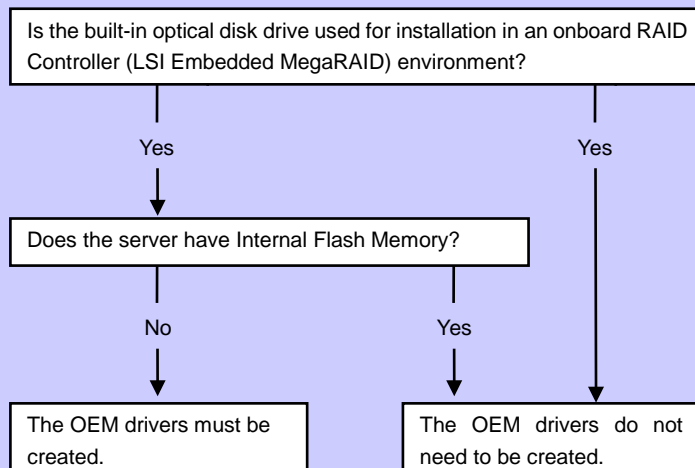 Is the built-in optical disk drive used for installation in an onboard RAID
Controller (LSI Embedded MegaRAID) environment?
Yes
Yes
Does the server have Internal Flash Memory?
No
Yes
The OEM drivers must be
created.
The OEM drivers do not
need to be created.